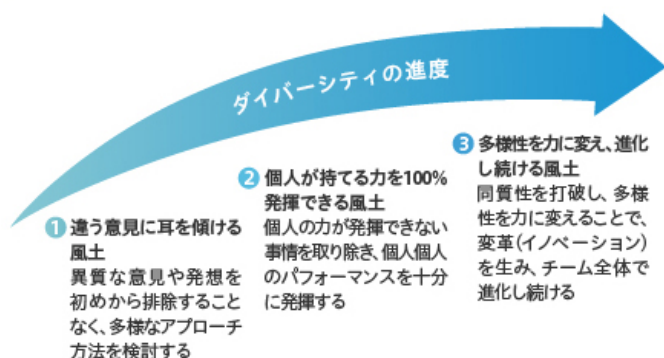 ダイバーシティの進度
1 違う意見に耳を傾ける
風土
異質な意見や発想を
初めから排除すること
なく、多様なアプローチ
方法を検討する
2 個人が持てる力を100%
発揮できる風土
個人の力が発揮できない
事情を取り除き、個人個人
のパフォーマンスを十分
に発揮する
3 多様性を力に変え、進化
し続ける風土
同質性を打破し、多様
性を力に変えることで、
変革(イノベーション)
を生み、チーム全体で
進化し続ける